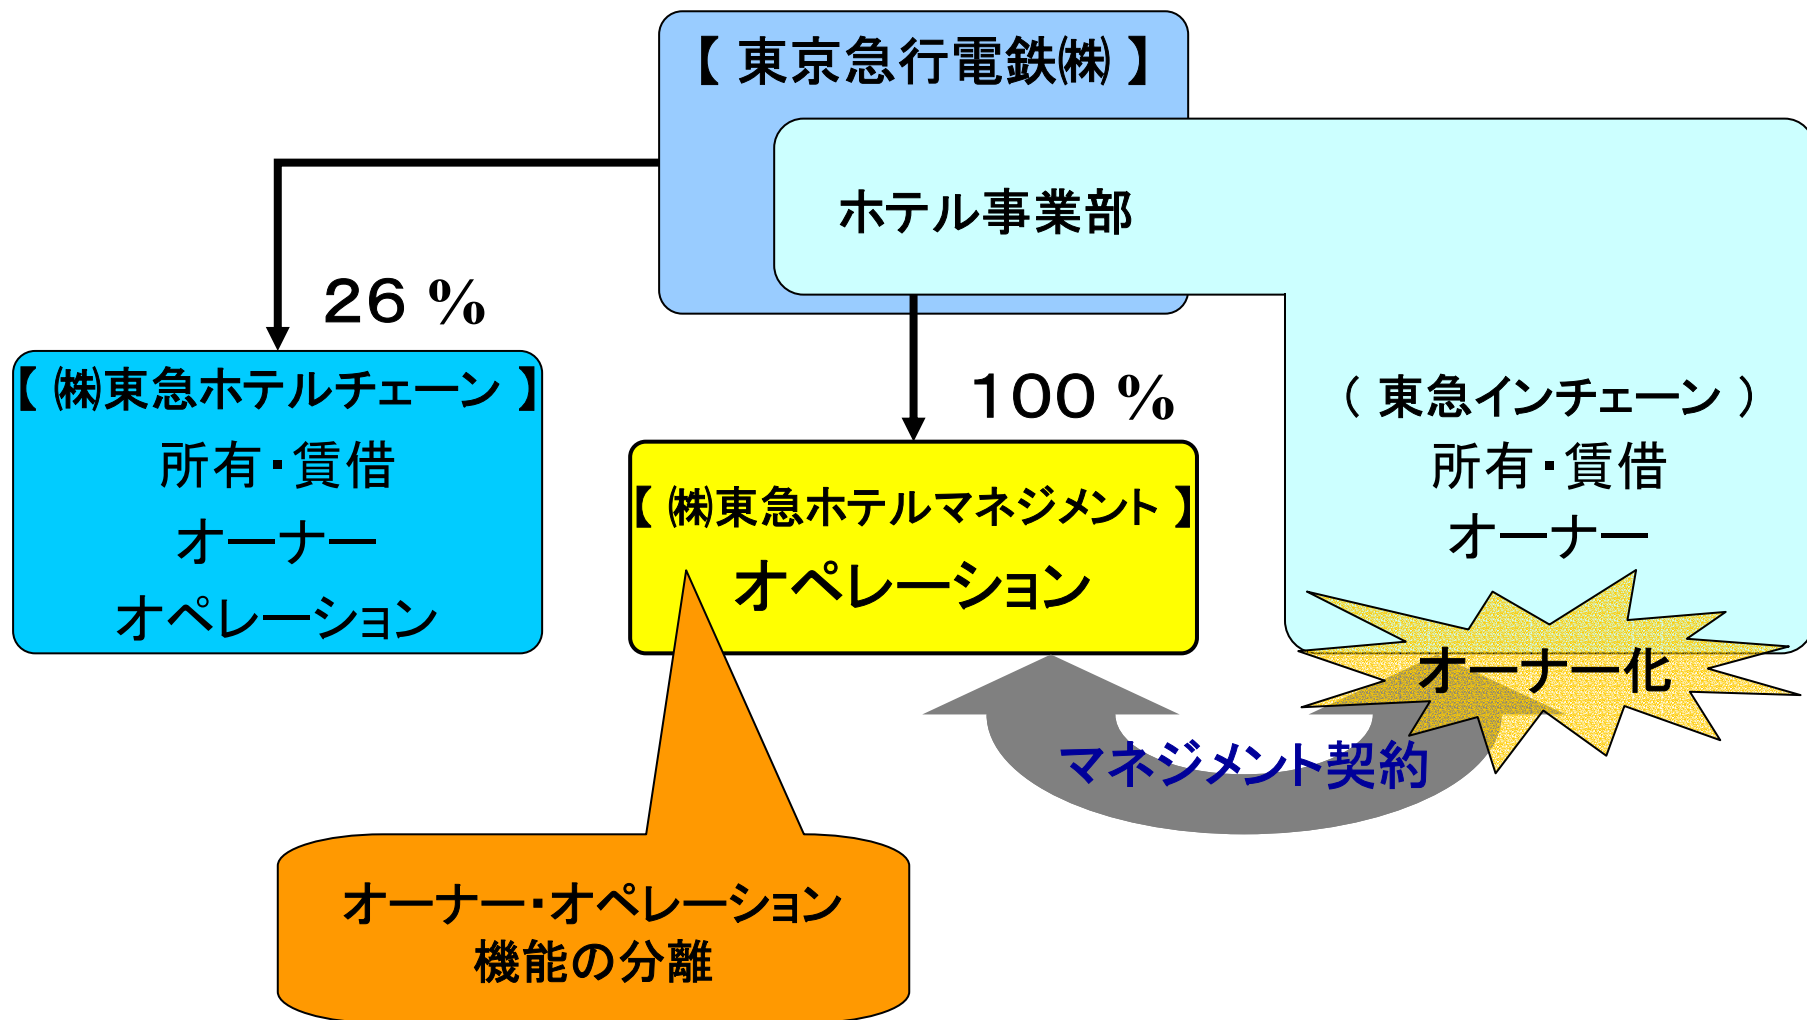 【 東京急行電鉄㈱ 】
ホテル事業部
26 %
100 %
【 ㈱東急ホテルチェーン 】
所有・賃借
オーナー
オペレーション
【 ㈱東急ホテルマネジメント 】
オペレーション
（ 東急インチェーン ）
所有・賃借
オーナー
オーナー化
マネジメント契約
オーナー・オペレーション
機能の分離